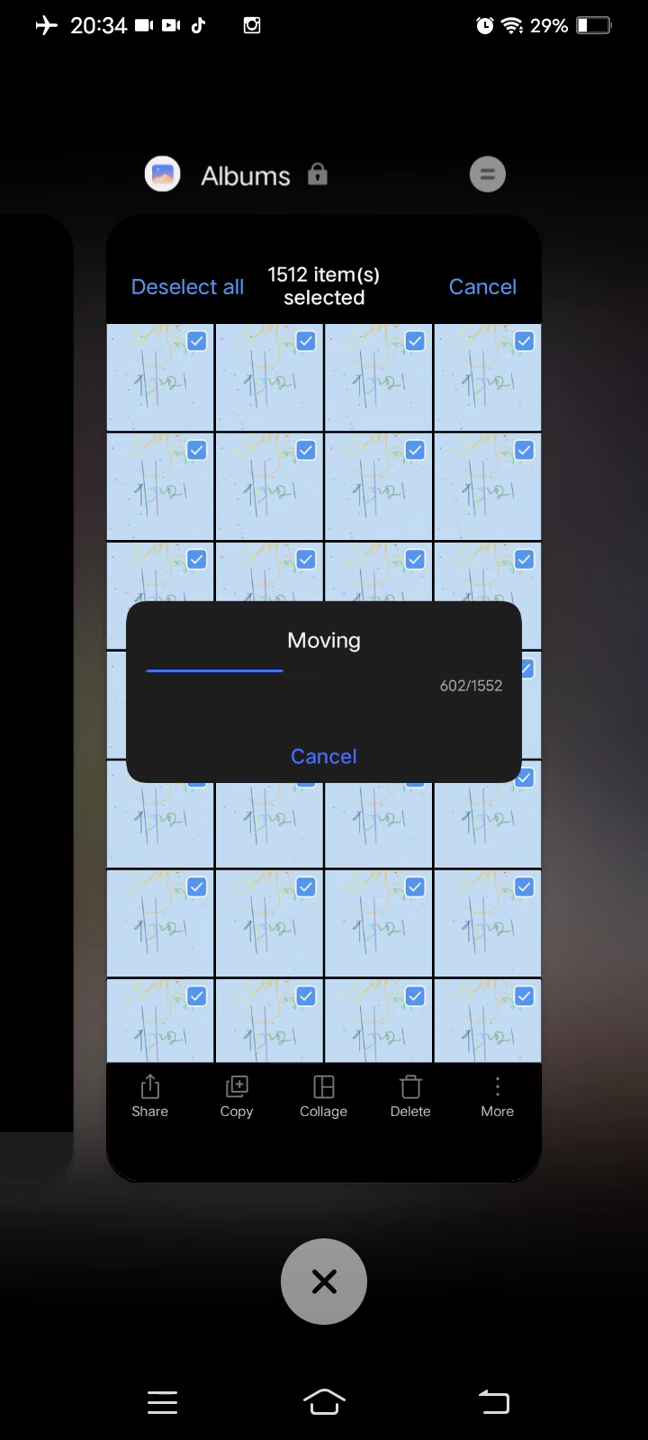 20:34
29%
Albums
Deselect all
1512 item(s)
selected
Cancel
Moving
602/1552
Cancel
Share
Copy
Collage
Delete
More